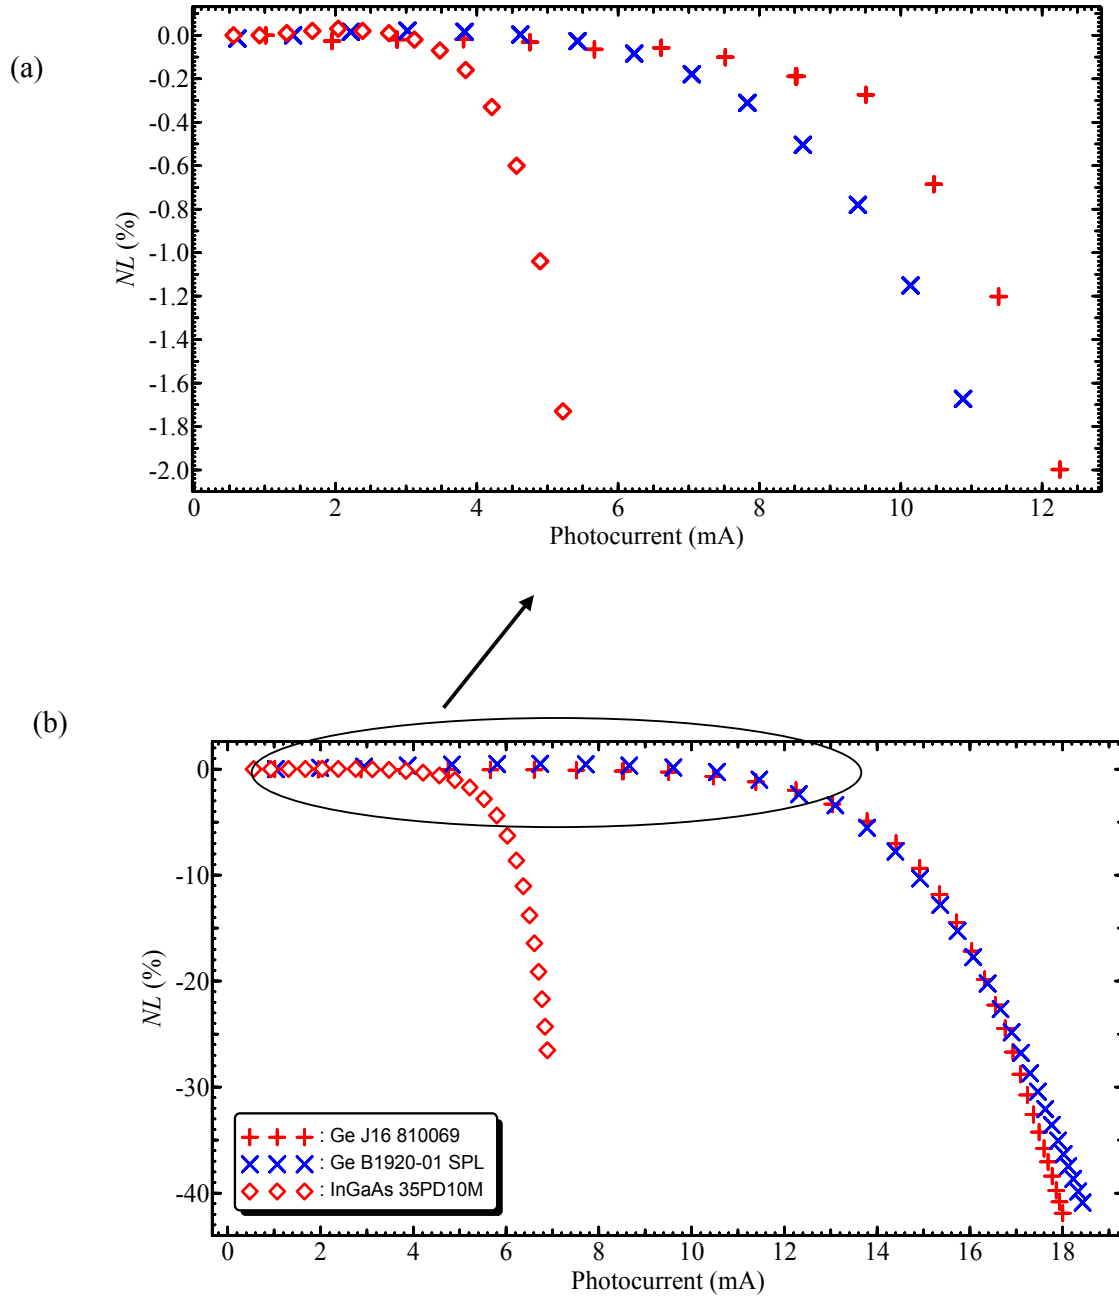 (a)
0.0
-0.2
-0.4
-0.6
-0.8
-1.0
-1.2
-1.4
-1.6
-1.8
-2.0
NL (%)
0 2 4 6 8 10 12
Photocurrent (mA)
(b)
0
-10
-20
-30
-40
NL (%)
: Ge J16 810069
: Ge B1920-01 SPL
: InGaAs 35PD10M
0 2 4 6 8 10 12 14 16 18
Photocurrent (mA)